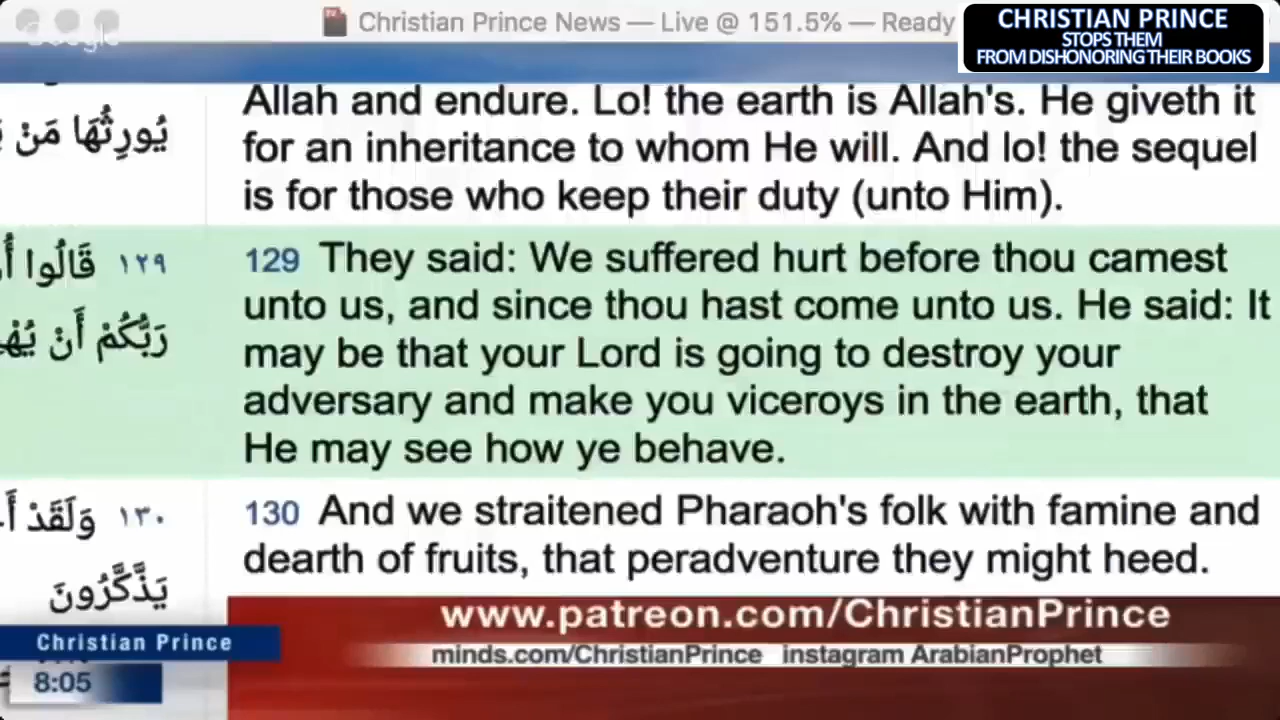 Christian Prince News — Live @ 151.5% — Ready
Google
CHRISTIAN PRINCE
STOPS THEM
FROM DISHONORING THEIR BOOKS
Allah and endure. Lo! the earth is Allah's. He giveth it
for an inheritance to whom He will. And lo! the sequel
is for those who keep their duty (unto Him).
يُورِثُهَا مَنْ
129 They said: We suffered hurt before thou camest
unto us, and since thou hast come unto us. He said: It
may be that your Lord is going to destroy your
adversary and make you viceroys in the earth, that
He may see how ye behave.
١٢٩ قَالُوا
رَبُّكُمْ أَنْ
130 And we straitened Pharaoh's folk with famine and
dearth of fruits, that peradventure they might heed.
١٣٠ وَلَقَدْ
يَذَّكَّرُونَ
www.patreon.com/ChristianPrince
minds.com/ChristianPrince instagram ArabianProphet
Christian Prince
8:05